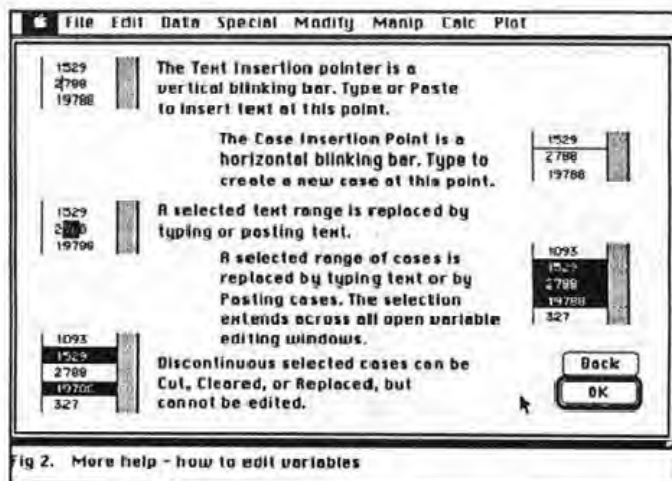 File Edit Data Special Modify Manip Calc Plot
1529
2788
19788
The Text Insertion pointer is a
vertical blinking bar. Type or Paste
to insert text at this point.
The Case Insertion Point is a
horizontal blinking bar. Type to
create a new case at this point.
1529
2788
19788
1529
19788
A selected text range is replaced by
typing or pasting text.
A selected range of cases is
replaced by typing text or by
Pasting cases. The selection
extends across all open variable
editing windows.
1093
1529
2788
19788
327
1093
1529
2788
19788
327
Discontinuous selected cases can be
Cut, Cleared, or Replaced, but
cannot be edited.
Back
OK
Fig 2. More help - how to edit variables